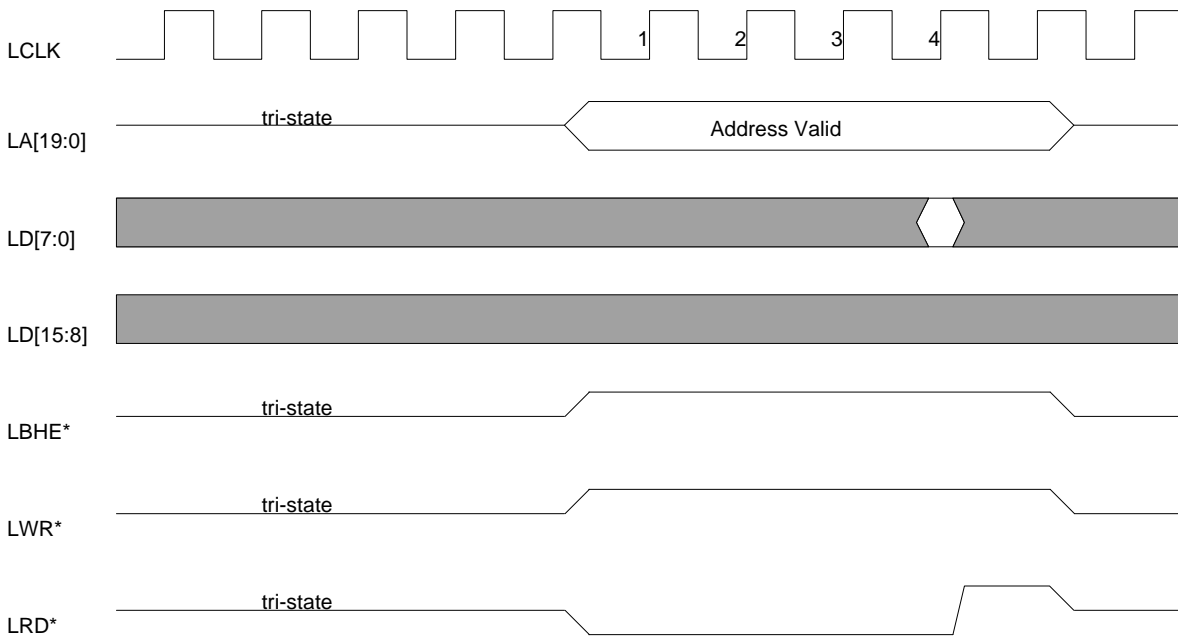 LCLK
1 2 3 4
LA[19:0]
tri-state
Address Valid
LD[7:0]
LD[15:8]
LBHE*
tri-state
LWR*
tri-state
LRD*
tri-state